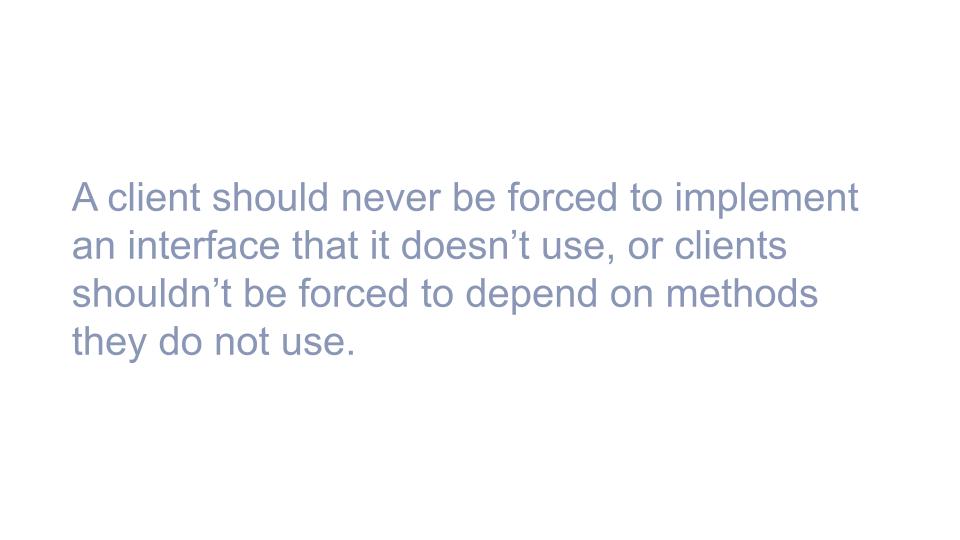 A client should never be forced to implement
an interface that it doesn’t use, or clients
shouldn’t be forced to depend on methods
they do not use.